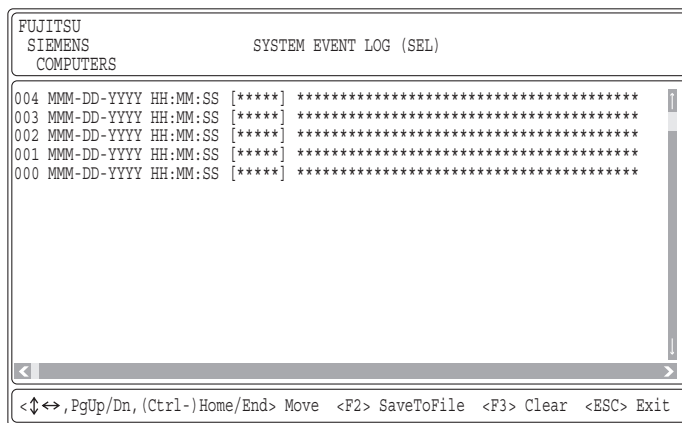 FUJITSU
SIEMENS SYSTEM EVENT LOG (SEL)
COMPUTERS
004 MMM-DD-YYYY HH:MM:SS [*****] ****************************************
003 MMM-DD-YYYY HH:MM:SS [*****] ****************************************
002 MMM-DD-YYYY HH:MM:SS [*****] ****************************************
001 MMM-DD-YYYY HH:MM:SS [*****] ****************************************
000 MMM-DD-YYYY HH:MM:SS [*****] ****************************************
<↕↔,PgUp/Dn,(Ctrl-)Home/End> Move <F2> SaveToFile <F3> Clear <ESC> Exit